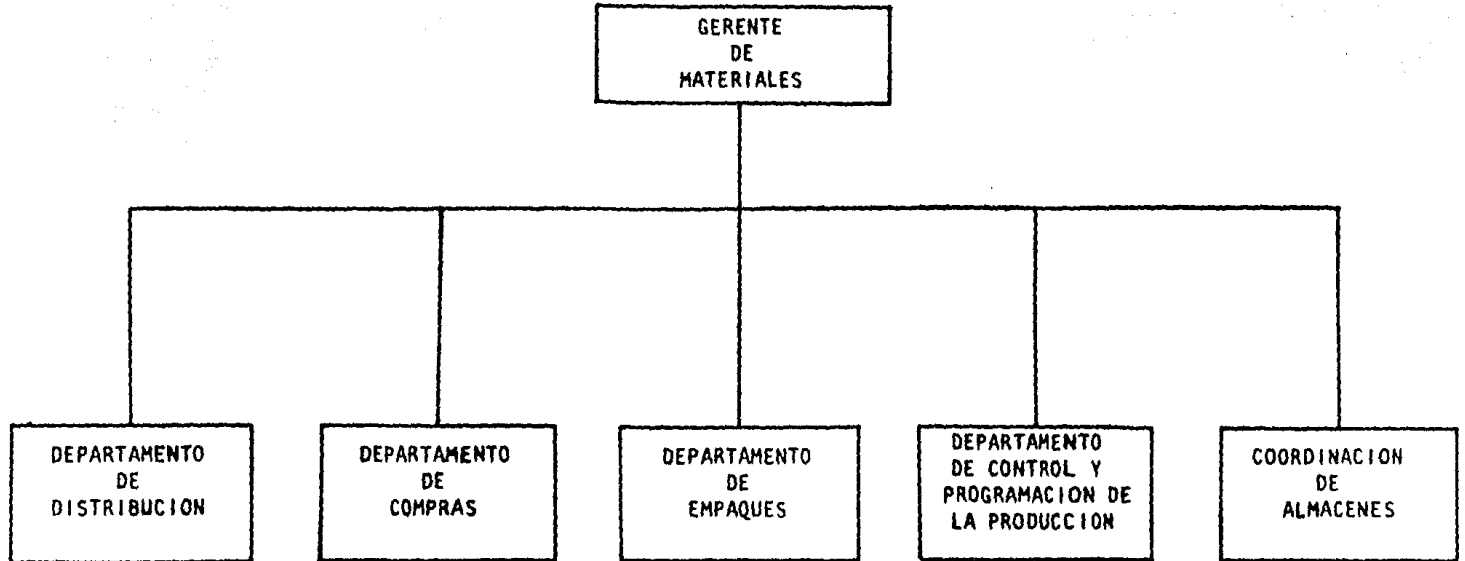 GERENTE
DE
MATERIALES
DEPARTAMENTO
DE
DISTRIBUCION
DEPARTAMENTO
DE
COMPRAS
DEPARTAMENTO
DE
EMPAQUES
DEPARTAMENTO
DE CONTROL Y
PROGRAMACION DE
LA PRODUCCION
COORDINACION
DE
ALMACENES